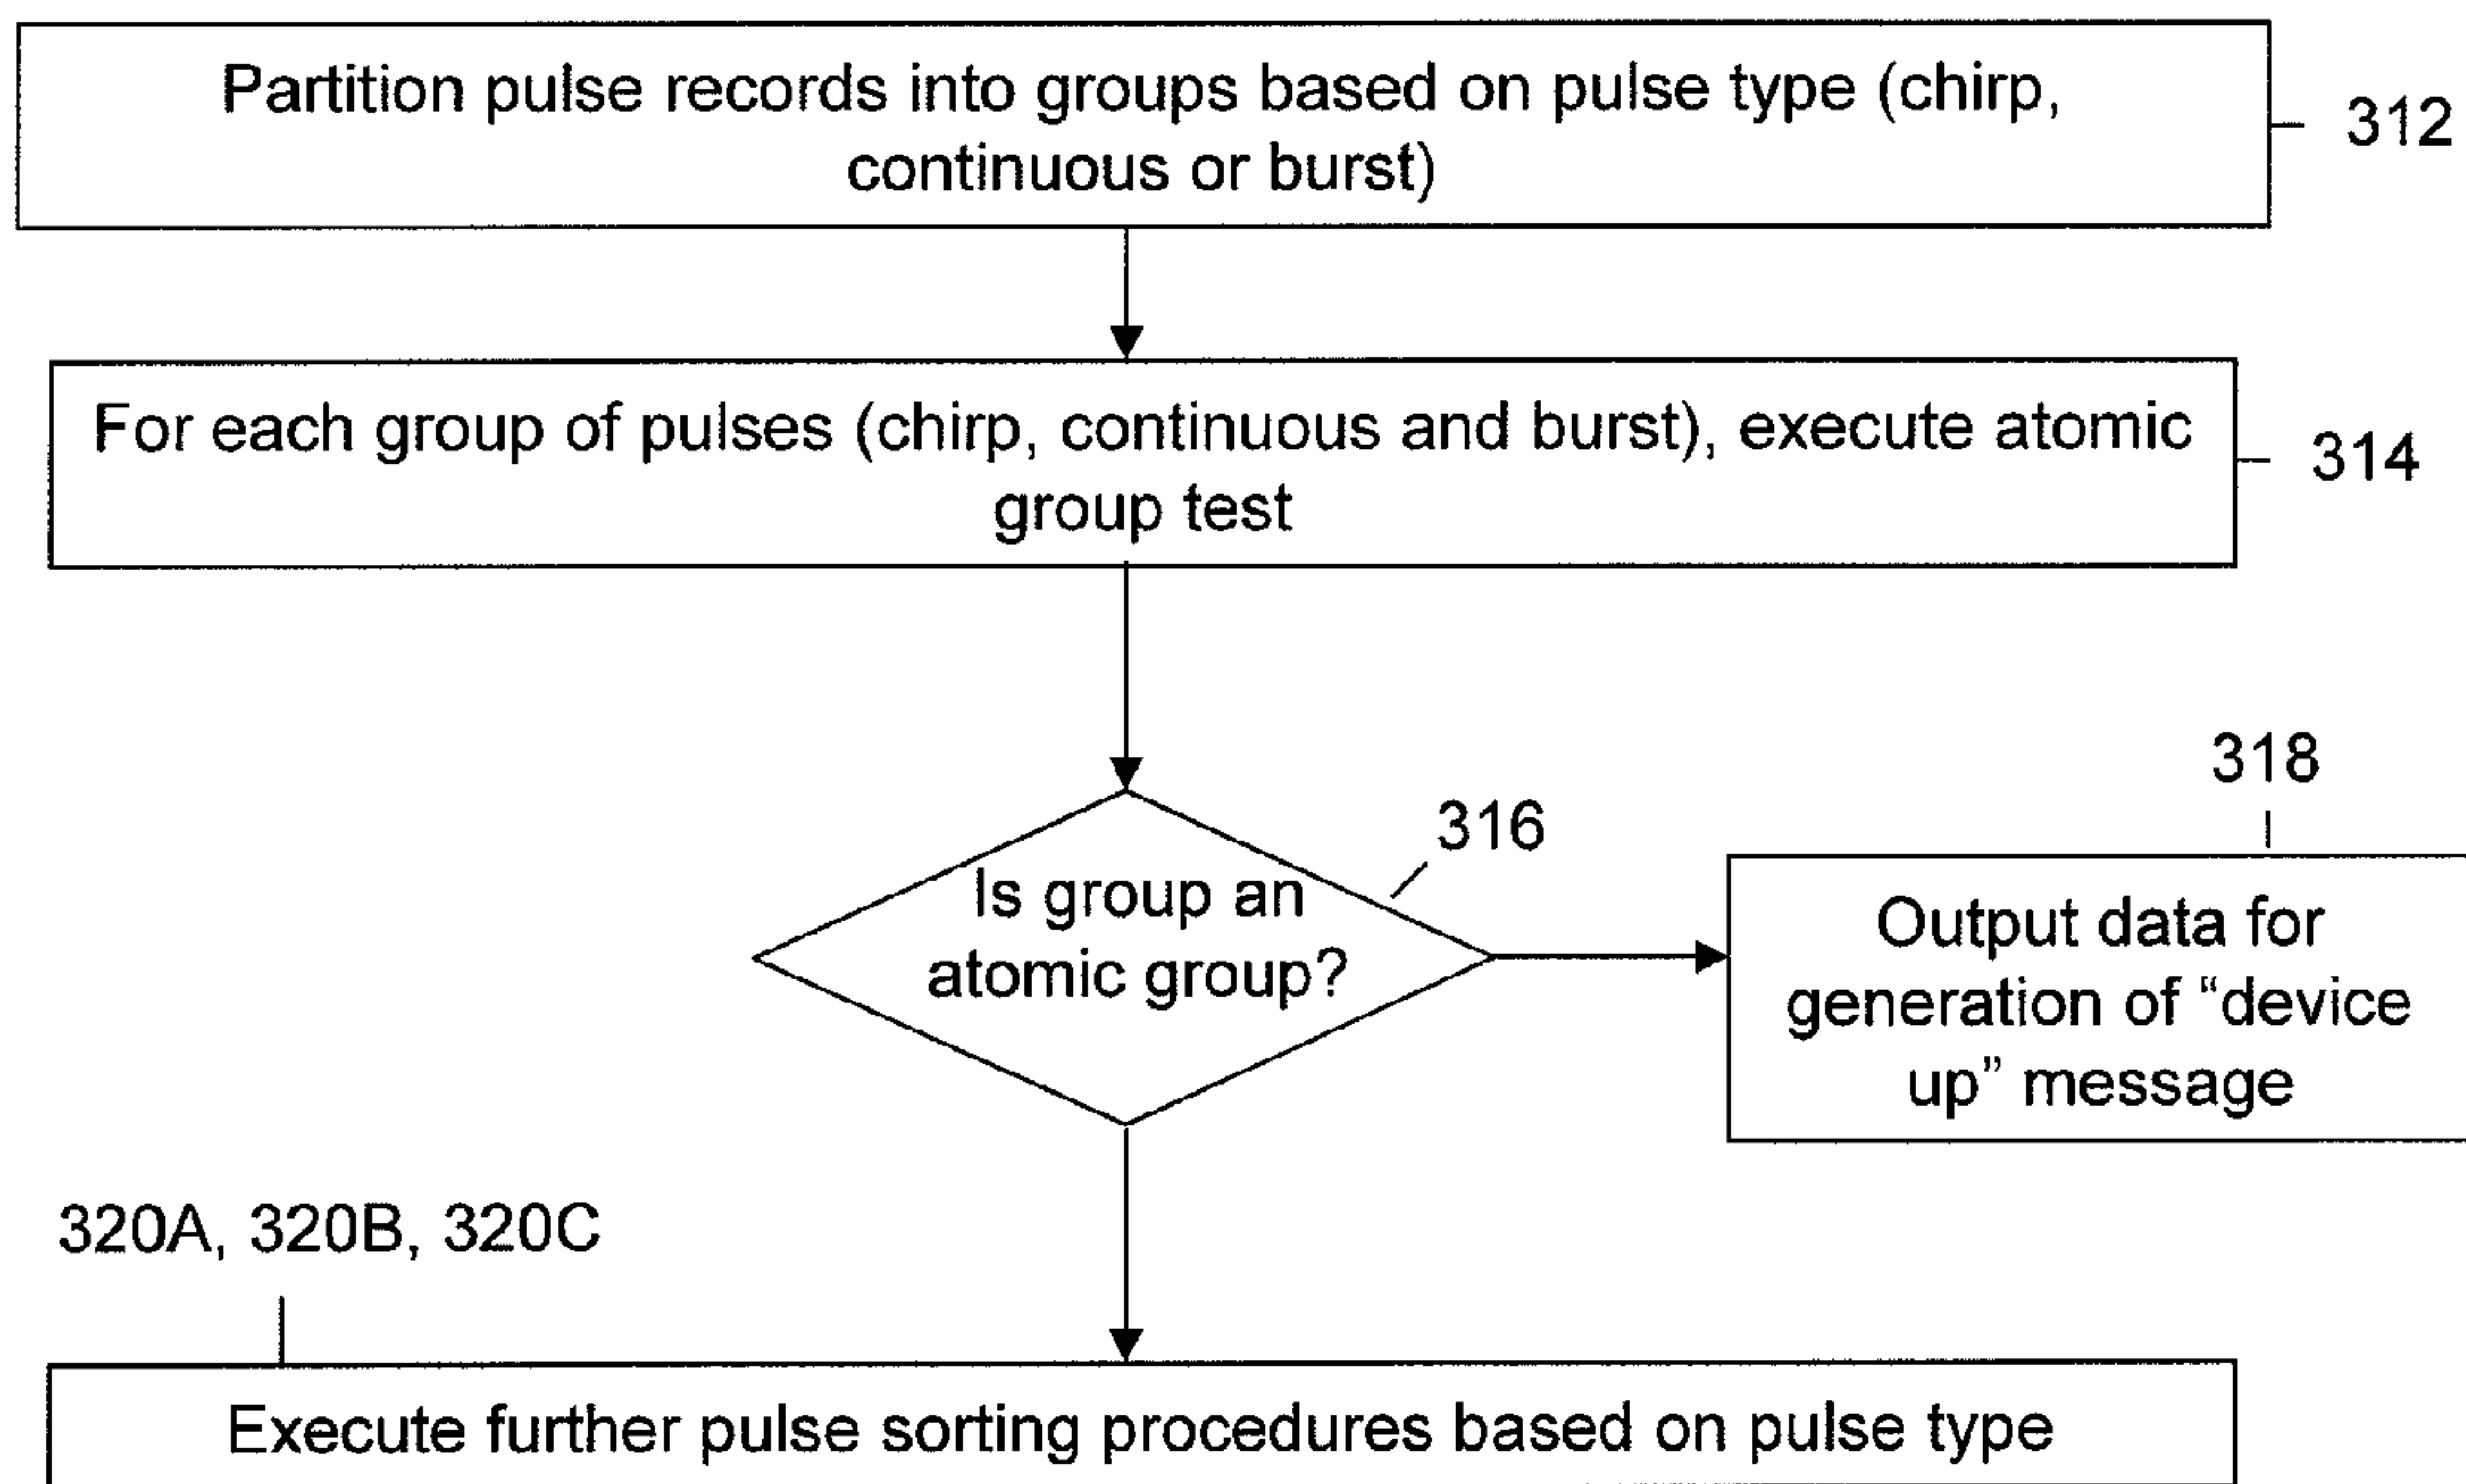 Partition pulse records into groups based on pulse type (chirp,
continuous or burst)
312
For each group of pulses (chirp, continuous and burst), execute atomic
group test
314
316
Is group an
atomic group?
318
Output data for
generation of “device
up” message
320A, 320B, 320C
Execute further pulse sorting procedures based on pulse type